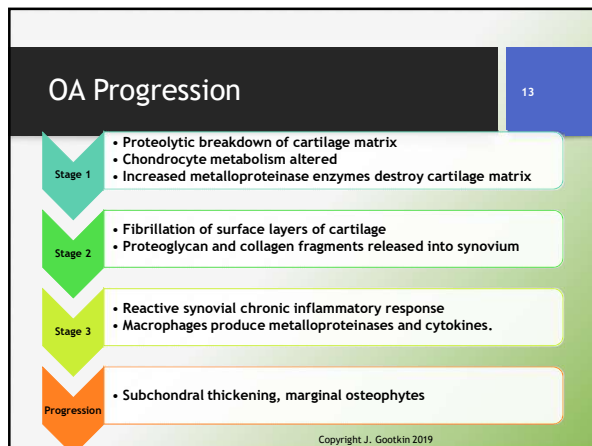 OA Progression
13
Stage 1
• Proteolytic breakdown of cartilage matrix
• Chondrocyte metabolism altered
• Increased metalloproteinase enzymes destroy cartilage matrix
Stage 2
• Fibrillation of surface layers of cartilage
• Proteoglycan and collagen fragments released into synovium
Stage 3
• Reactive synovial chronic inflammatory response
• Macrophages produce metalloproteinases and cytokines.
Progression
• Subchondral thickening, marginal osteophytes
Copyright J. Gootkin 2019